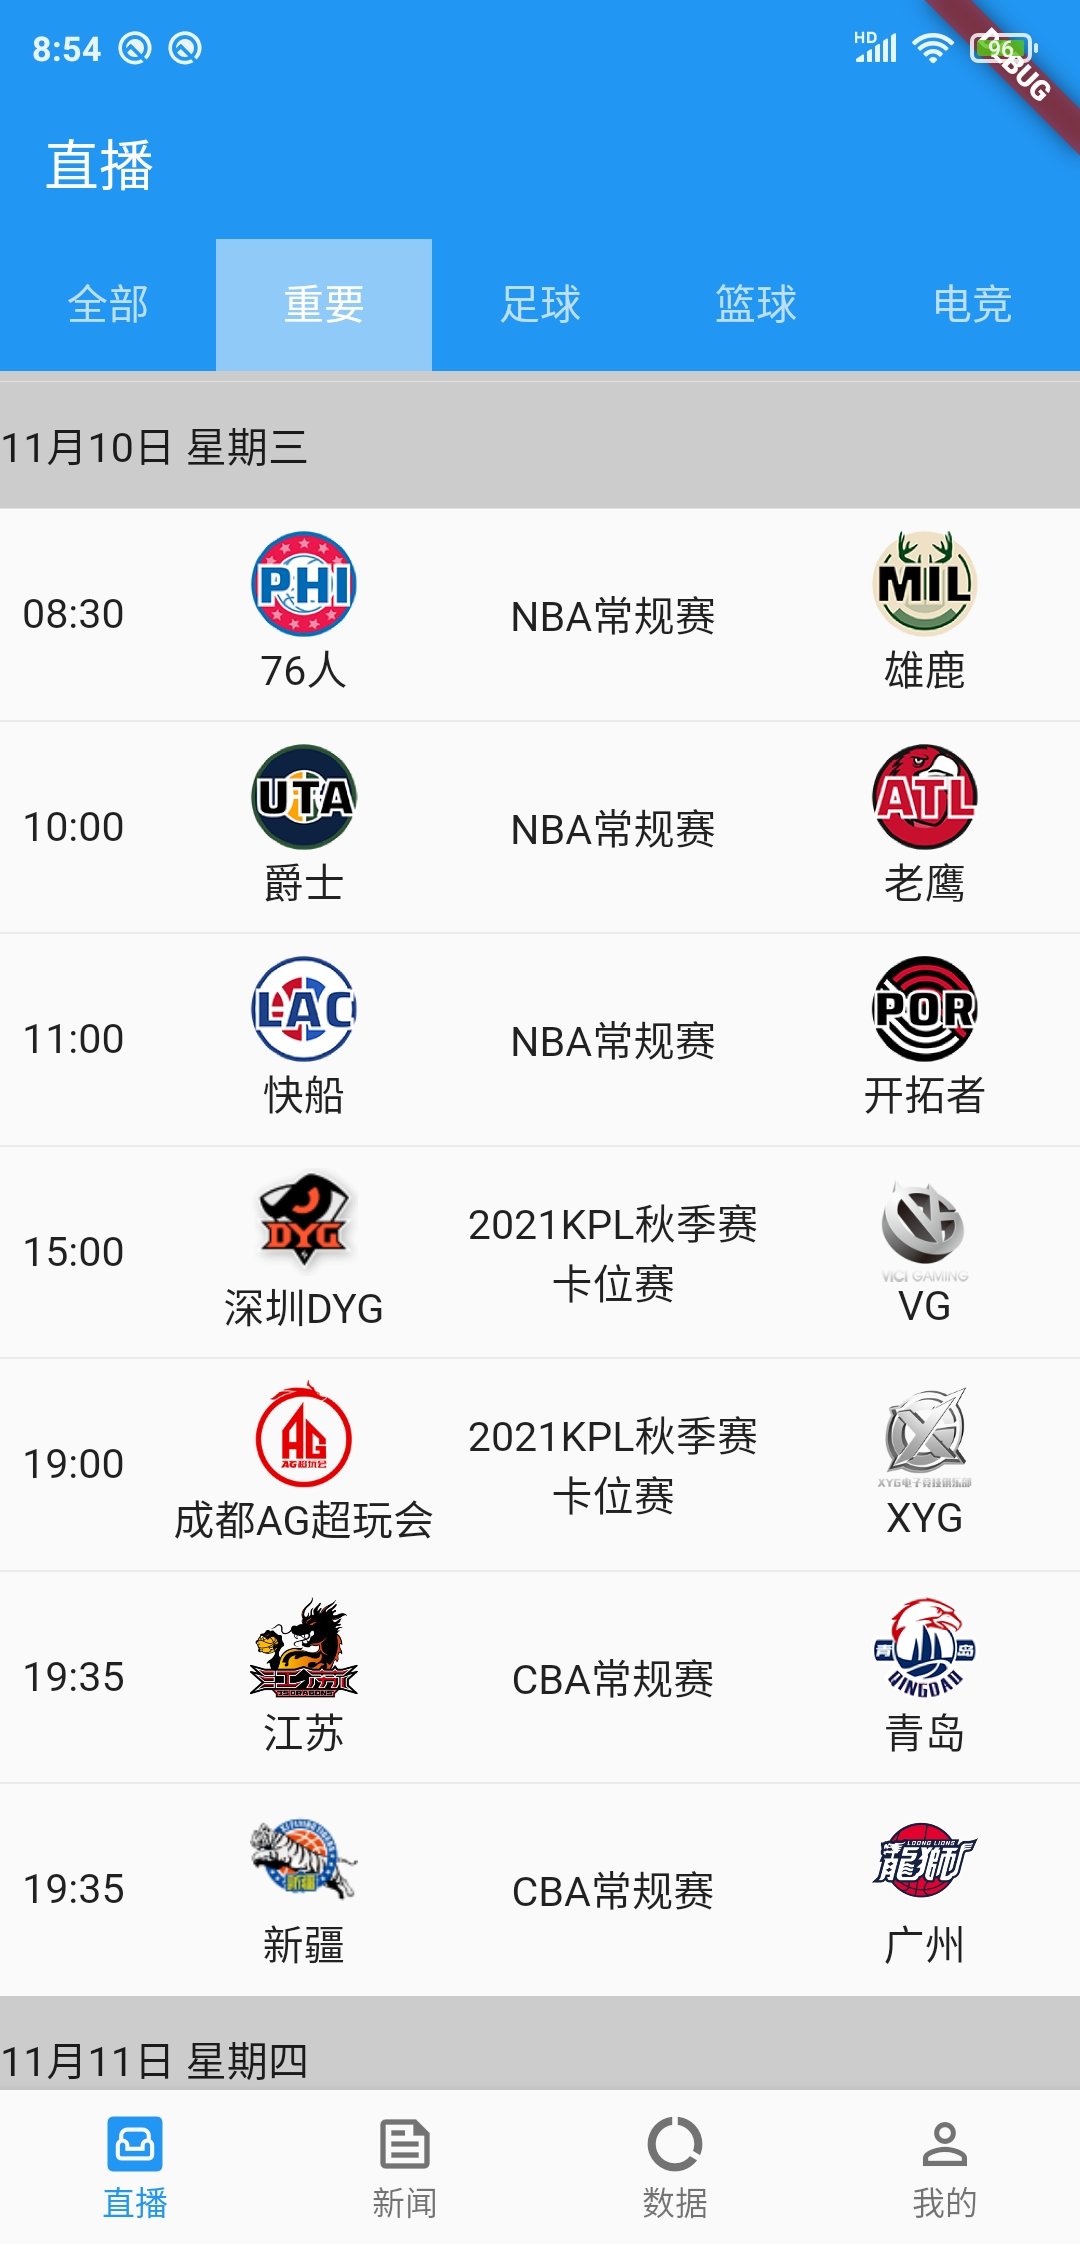 8:54
HD
96
DEBUG
直播
全部 重要 足球 篮球 电竞
11月10日 星期三
PHI
MIL
08:30
NBA常规赛
76人
雄鹿
UTA
ATL
10:00
NBA常规赛
爵士
老鹰
LAC
POR
11:00
NBA常规赛
快船
开拓者
DYG
15:00
2021KPL秋季赛
卡位赛
VICI GAMING
深圳DYG
VG
AG
AG超玩会
19:00
2021KPL秋季赛
卡位赛
XYG电子竞技俱乐部
成都AG超玩会
XYG
江苏
DRAGONS
青岛
QINGDAO
19:35
CBA常规赛
江苏
青岛
新疆
LOONG LIONS
龍獅
19:35
CBA常规赛
新疆
广州
11月11日 星期四
直播 新闻 数据 我的